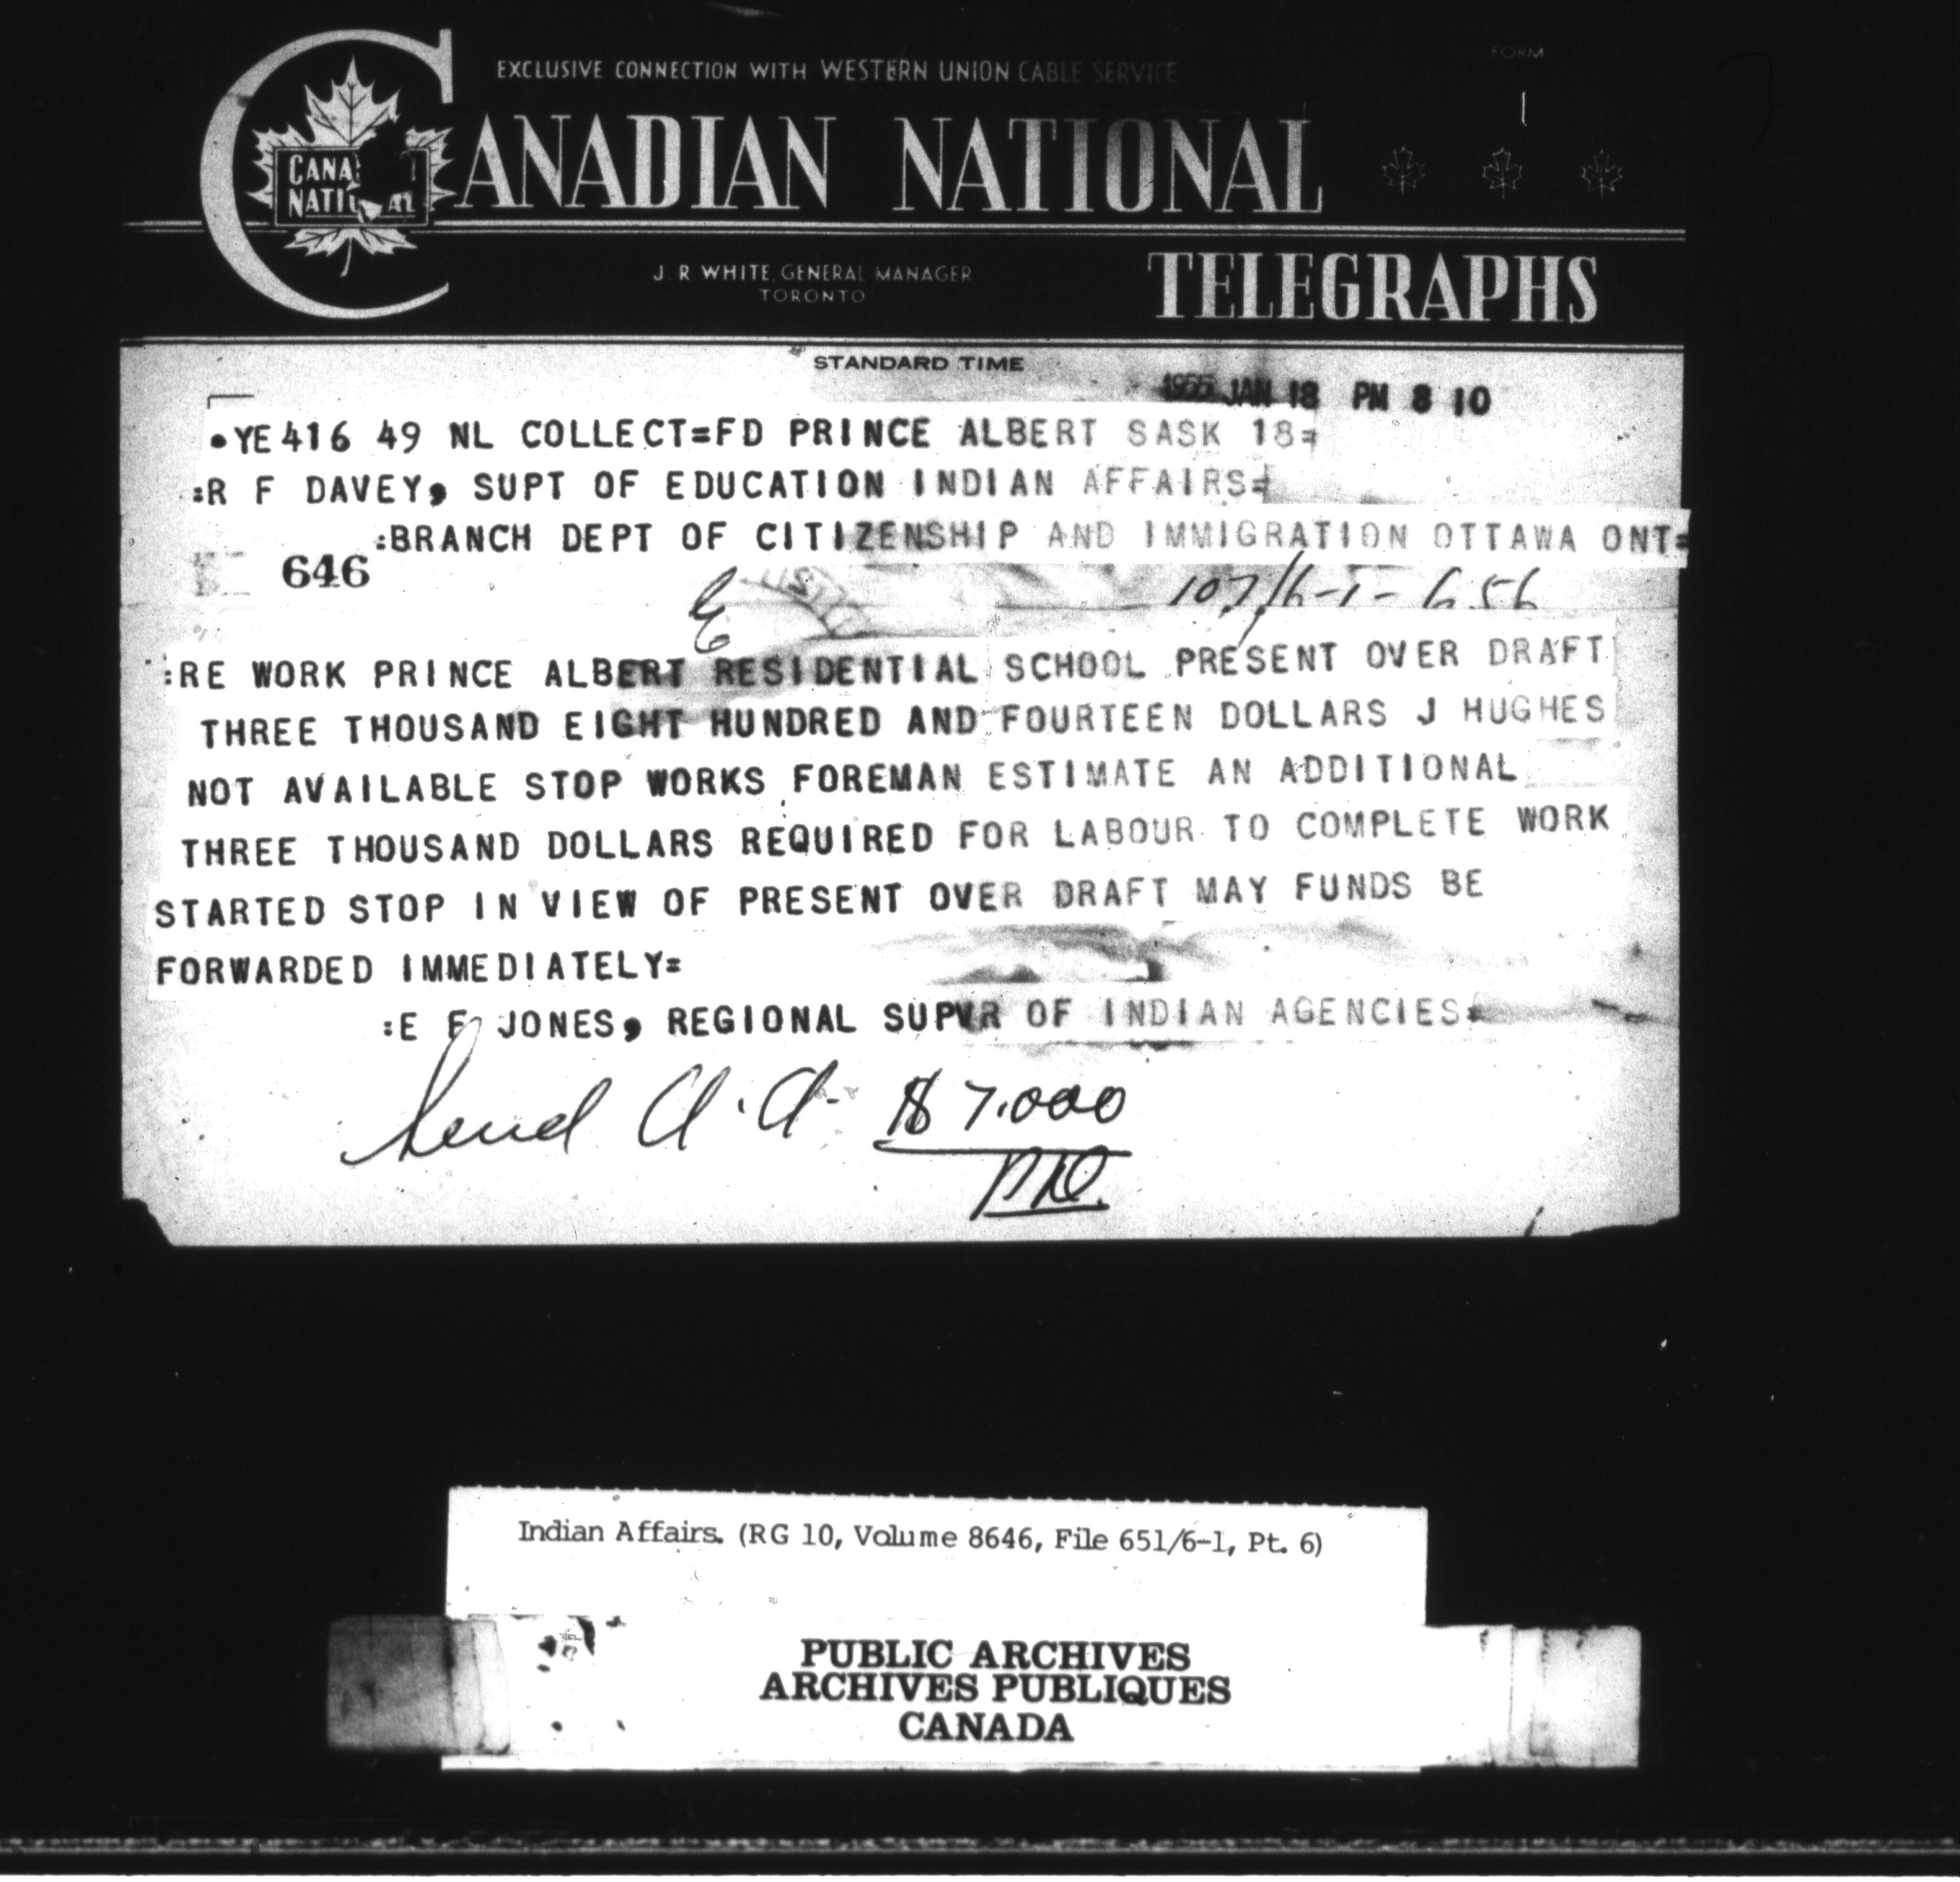 EXCLUSIVE CONNECTION WITH WESTERN UNION CABLE SERVICE
FORM
1
CANADIAN NATIONAL
TELEGRAPHS
J. R WHITE, GENERAL MANAGER
TORONTO
STANDARD TIME
1955 JAN 18 PM 8 10
•YE416 49 NL COLLECT=FD PRINCE ALBERT SASK 18=
:R F DAVEY, SUPT OF EDUCATION INDIAN AFFAIRS=
:BRANCH DEPT OF CITIZENSHIP AND IMMIGRATION OTTAWA ONT=
646
:RE WORK PRINCE ALBERT RESIDENTIAL SCHOOL PRESENT OVER DRAFT
THREE THOUSAND EIGHT HUNDRED AND FOURTEEN DOLLARS J HUGHES
NOT AVAILABLE STOP WORKS FOREMAN ESTIMATE AN ADDITIONAL
THREE THOUSAND DOLLARS REQUIRED FOR LABOUR TO COMPLETE WORK
STARTED STOP IN VIEW OF PRESENT OVER DRAFT MAY FUNDS BE
FORWARDED IMMEDIATELY=
:E F JONES, REGIONAL SUPVR OF INDIAN AGENCIES=
Send A.A. $7.000
Indian Affairs. (RG 10, Volume 8646, File 651/6-1, Pt. 6)
PUBLIC ARCHIVES
ARCHIVES PUBLIQUES
CANADA